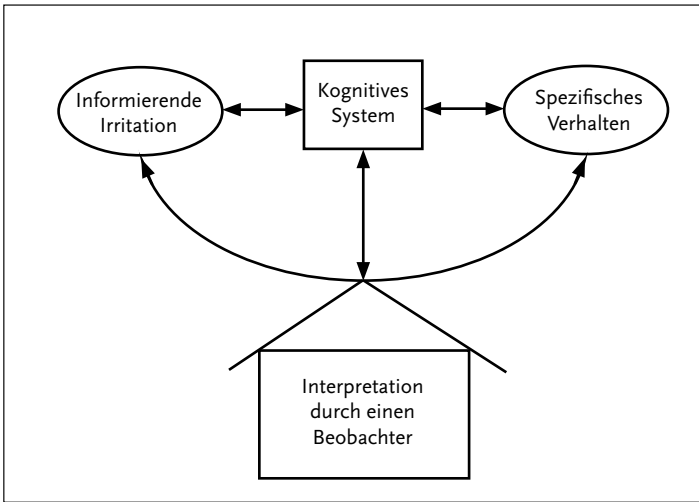 Informierende
Irritation
Kognitives
System
Spezifisches
Verhalten
Interpretation
durch einen
Beobachter